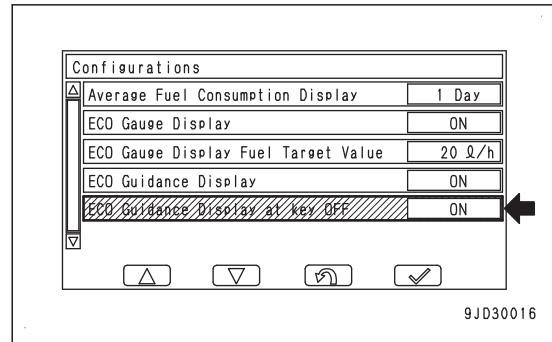 Configurations
Average Fuel Consumption Display 1 Day
ECO Gauge Display ON
ECO Gauge Display Fuel Target Value 20 ℓ/h
ECO Guidance Display ON
ECO Guidance Display at key OFF ON
9JD30016